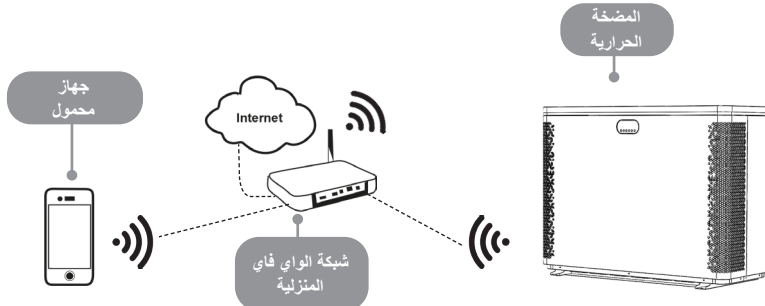 المضخة
الحرارية
جهاز
محمول
Internet
شبكة الواي فاي
المنزلية